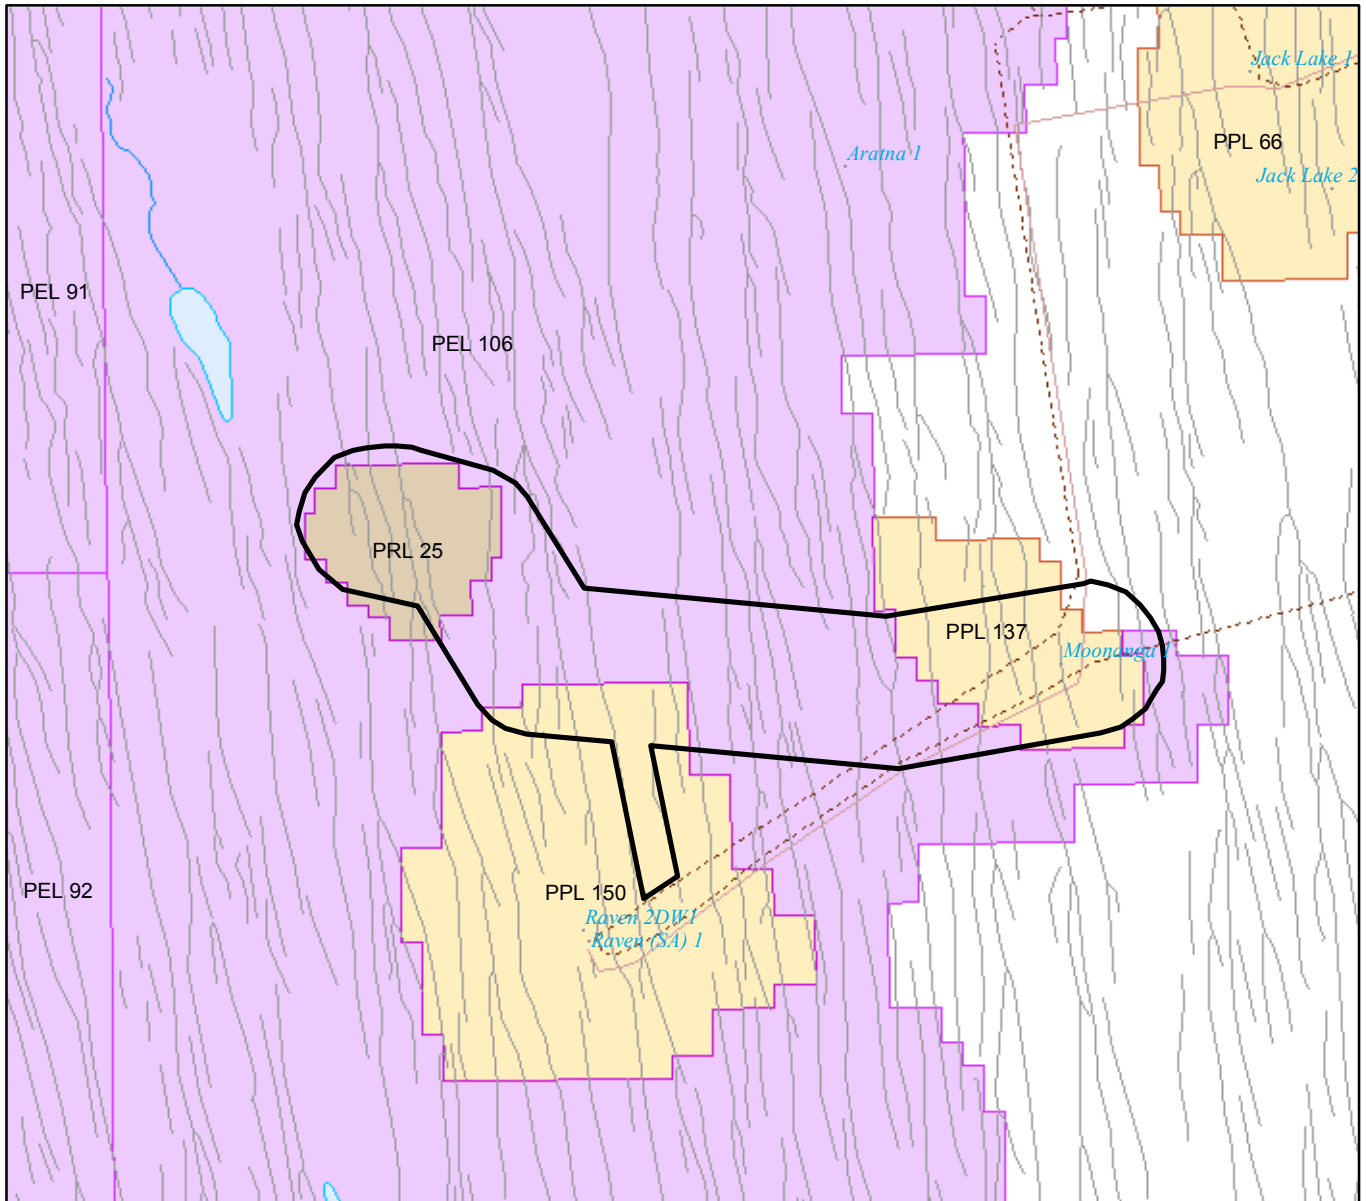 Jack Lake 1
PPL 66
Aratna 1
Jack Lake 2
PEL 91
PEL 106
PRL 25
PPL 137
Moonanga 1
PEL 92
PPL 150
Raven 2DW1
Raven (SA) 1